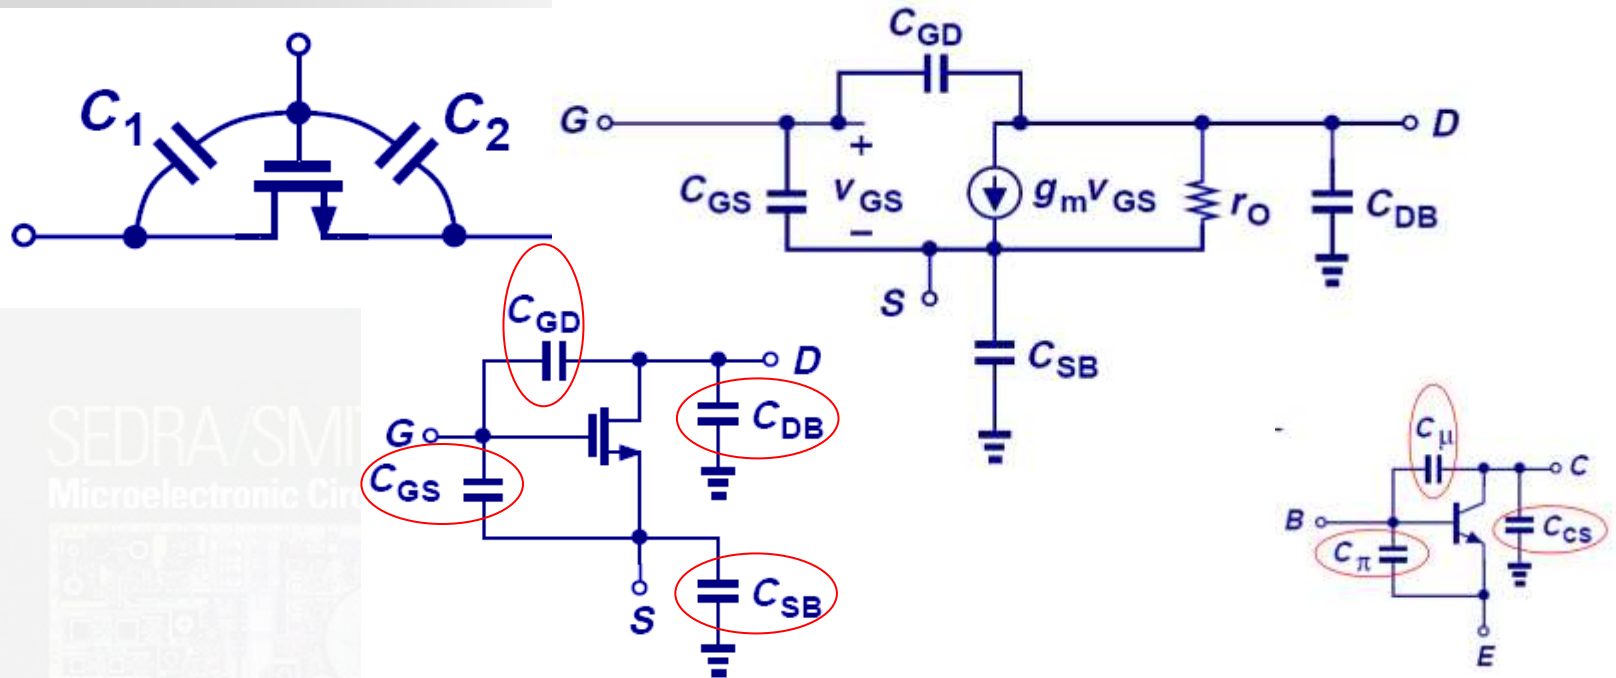 C1
C2
CGD
G
+
CGS
vGS
−
gmvGS
rO
CDB
D
S
CSB
CGD
D
G
CDB
CGS
S
CSB
SEDRA/SMI
Microelectronic Cir
-
Cμ
C
B
Cπ
CCS
E